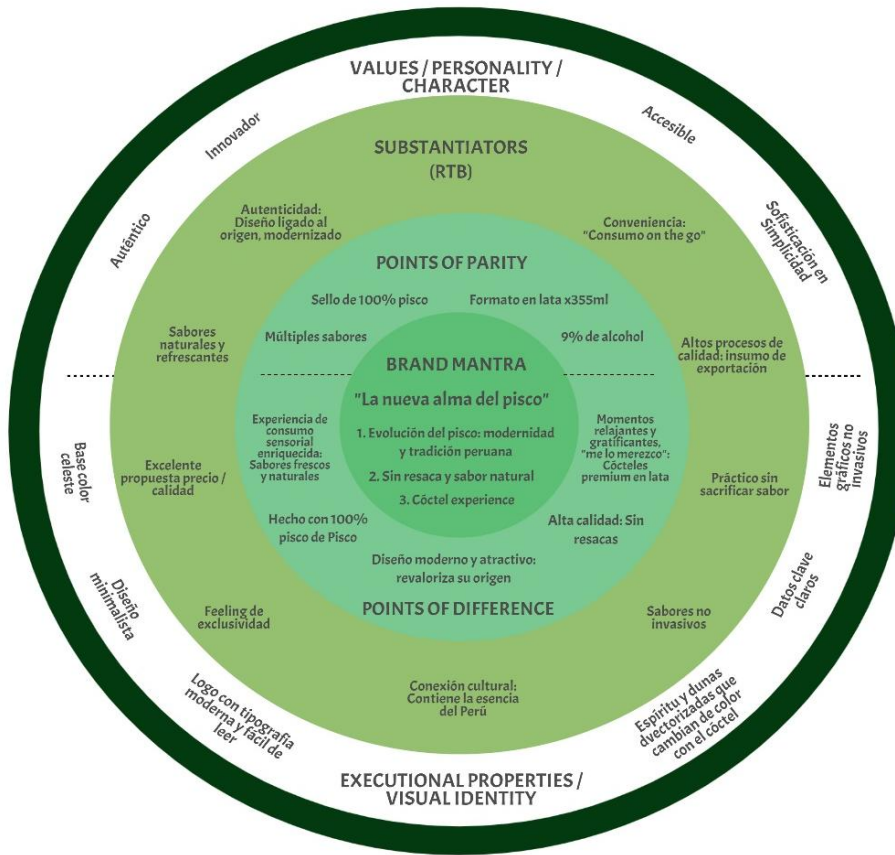 VALUES / PERSONALITY /
CHARACTER
Auténtico
Innovador
Accesible
Sofisticación en
Simplicidad
SUBSTANTIATORS
(RTB)
Autenticidad:
Diseño ligado al
origen, modernizado
Conveniencia:
"Consumo on the go"
Sabores
naturales y
refrescantes
Altos procesos de
calidad: insumo de
exportación
POINTS OF PARITY
Sello de 100% pisco
Formato en lata x355ml
Múltiples sabores
9% de alcohol
BRAND MANTRA
"La nueva alma del pisco"
1. Evolución del pisco: modernidad
y tradición peruana
2. Sin resaca y sabor natural
3. Cóctel experience
Experiencia de
consumo
sensorial
enriquecida:
Sabores frescos
y naturales
Momentos
relajantes y
gratificantes,
"me lo merezco":
Cócteles
premium en lata
Hecho con 100%
pisco de Pisco
Alta calidad: Sin
resacas
Diseño moderno y atractivo:
revaloriza su origen
POINTS OF DIFFERENCE
Excelente
propuesta precio /
calidad
Práctico sin
sacrificar sabor
Feeling de
exclusividad
Sabores no
invasivos
Conexión cultural:
Contiene la esencia
del Perú
Base color
celeste
Elementos
gráficos no
invasivos
Diseño
minimalista
Datos clave
claros
Logo con tipografía
moderna y fácil de
leer
Espíritu y dunas
dvectorizadas que
cambian de color
con el cóctel
EXECUTIONAL PROPERTIES /
VISUAL IDENTITY